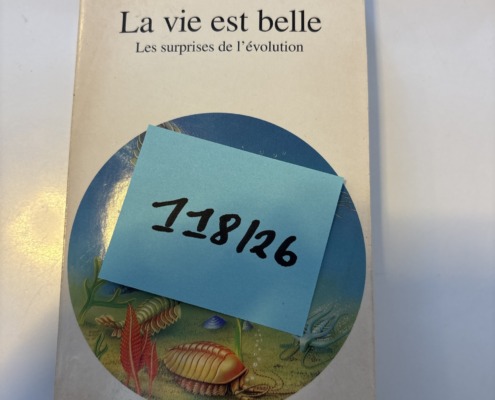 La vie est belle
Les surprises de l'évolution
118/26